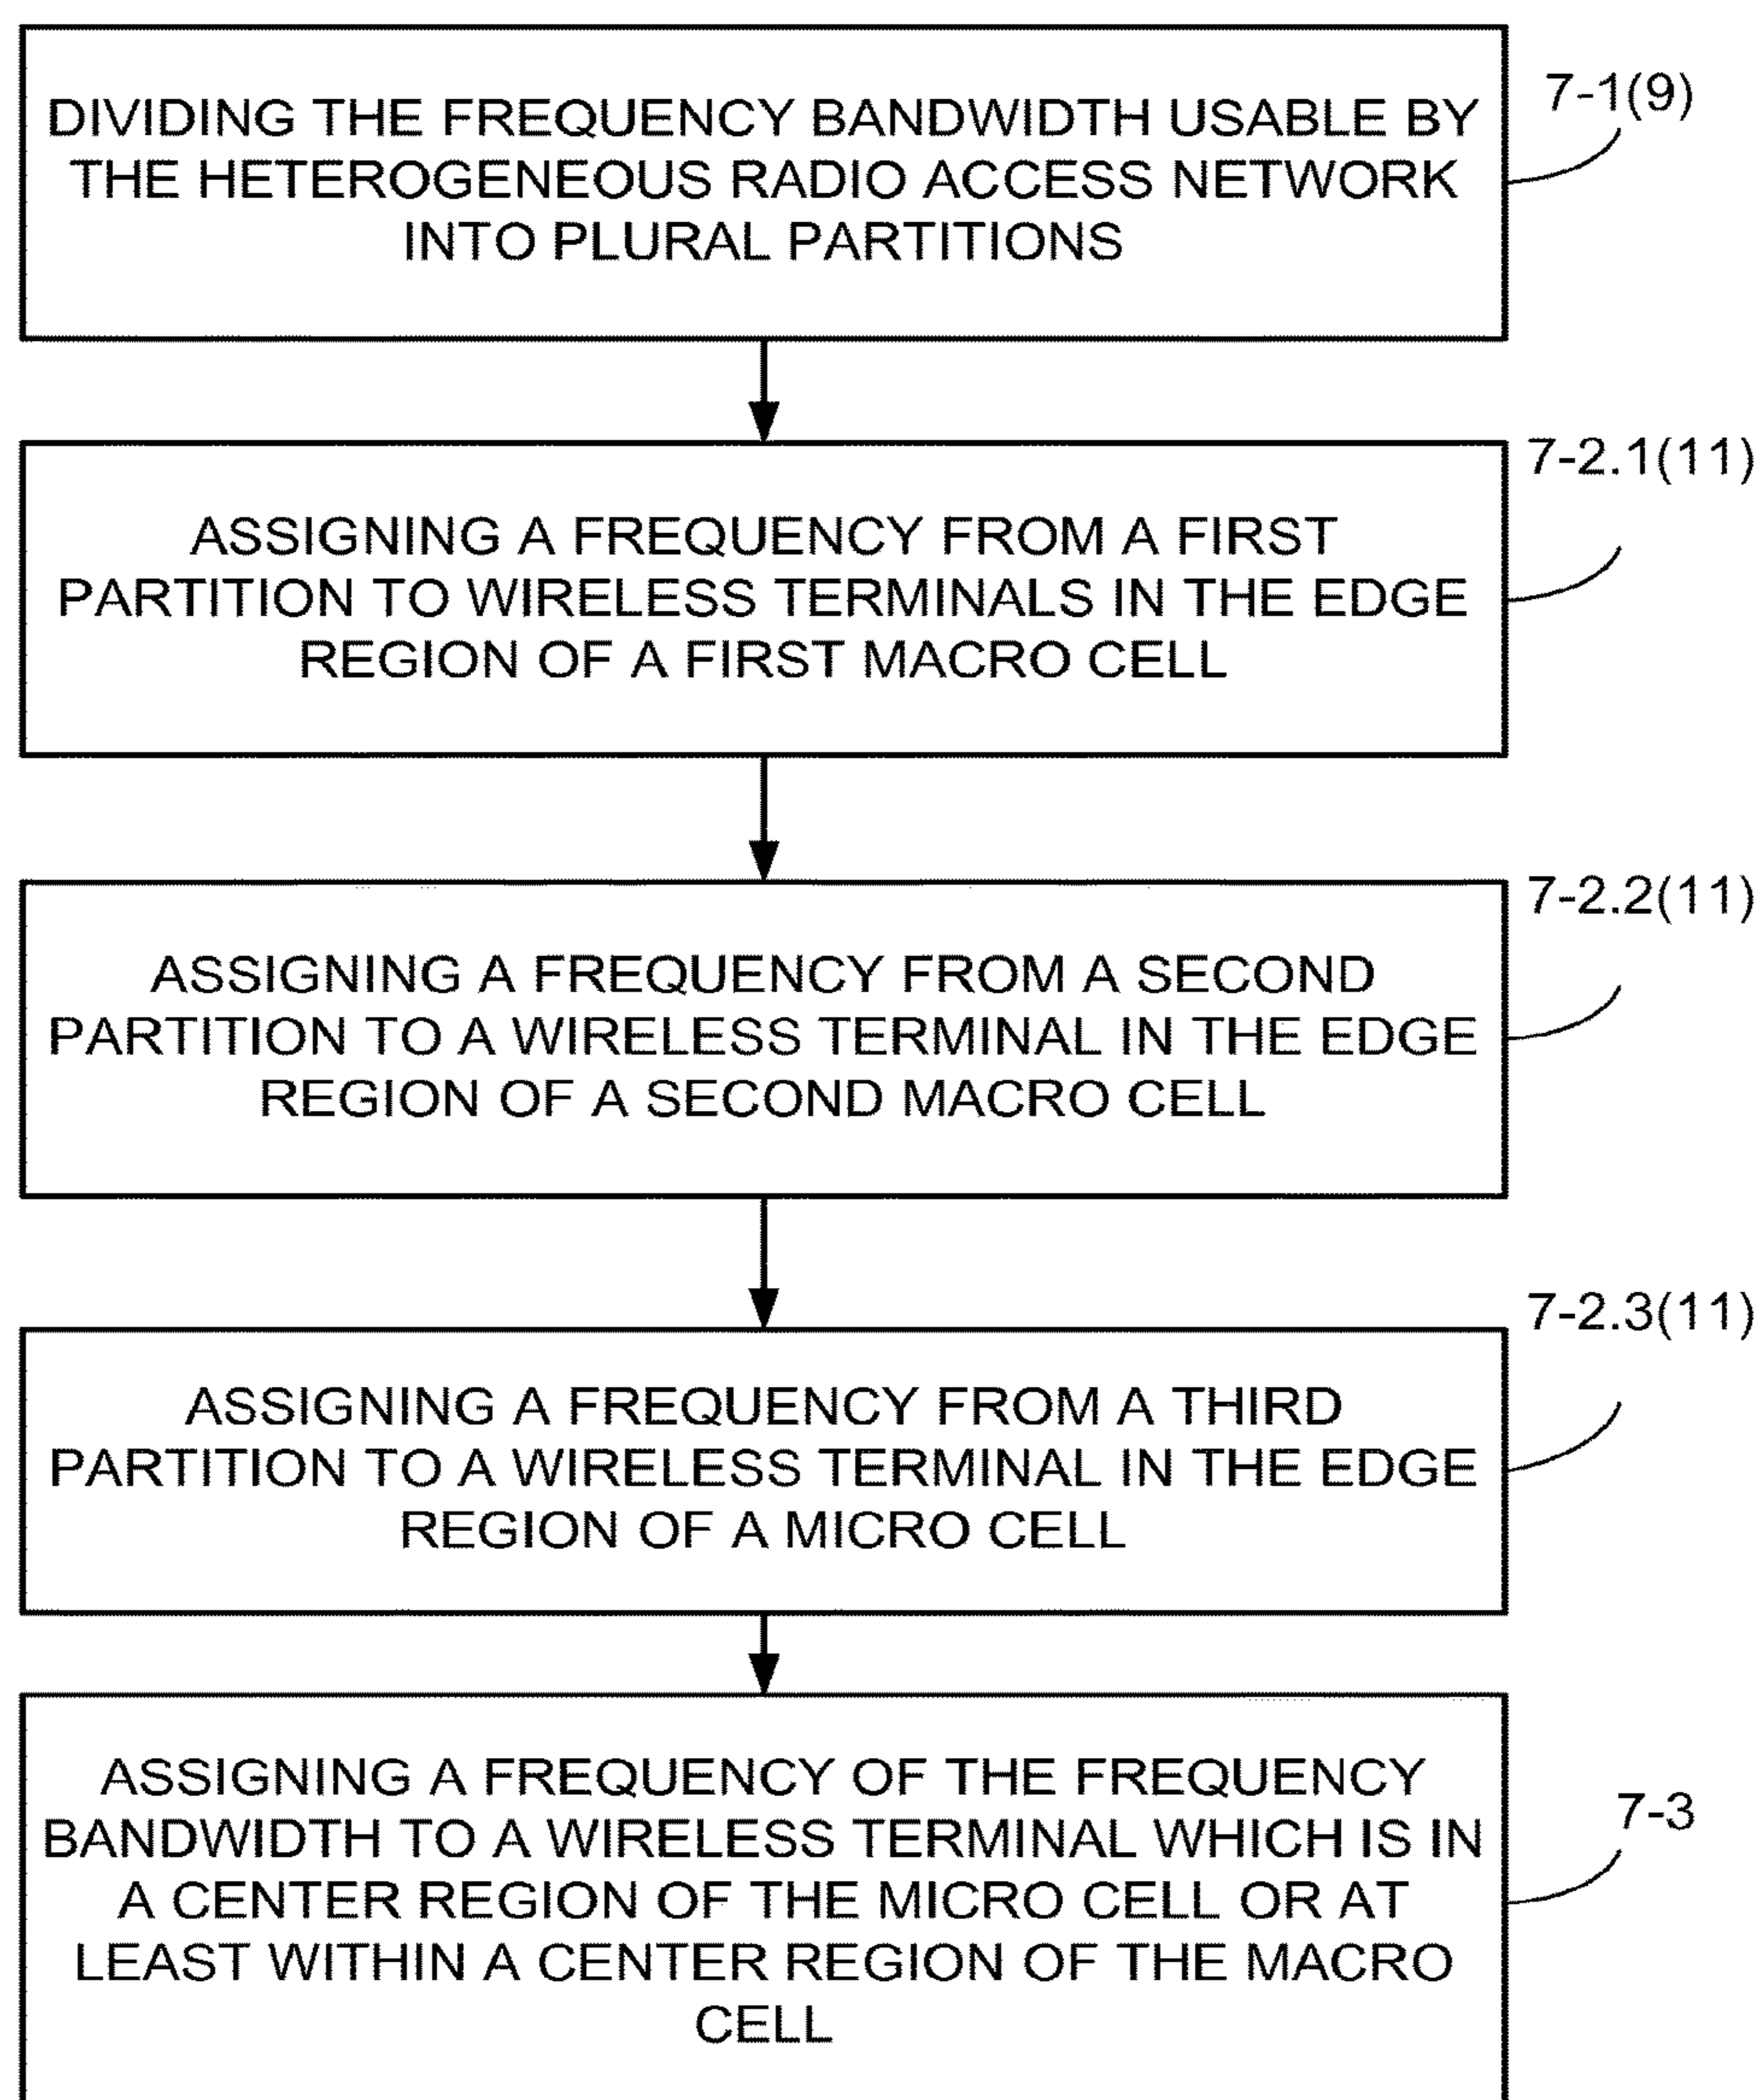 DIVIDING THE FREQUENCY BANDWIDTH USABLE BY
THE HETEROGENEOUS RADIO ACCESS NETWORK
INTO PLURAL PARTITIONS
7-1(9)
ASSIGNING A FREQUENCY FROM A FIRST
PARTITION TO WIRELESS TERMINALS IN THE EDGE
REGION OF A FIRST MACRO CELL
7-2.1(11)
ASSIGNING A FREQUENCY FROM A SECOND
PARTITION TO A WIRELESS TERMINAL IN THE EDGE
REGION OF A SECOND MACRO CELL
7-2.2(11)
ASSIGNING A FREQUENCY FROM A THIRD
PARTITION TO A WIRELESS TERMINAL IN THE EDGE
REGION OF A MICRO CELL
7-2.3(11)
ASSIGNING A FREQUENCY OF THE FREQUENCY
BANDWIDTH TO A WIRELESS TERMINAL WHICH IS IN
A CENTER REGION OF THE MICRO CELL OR AT
LEAST WITHIN A CENTER REGION OF THE MACRO
CELL
7-3